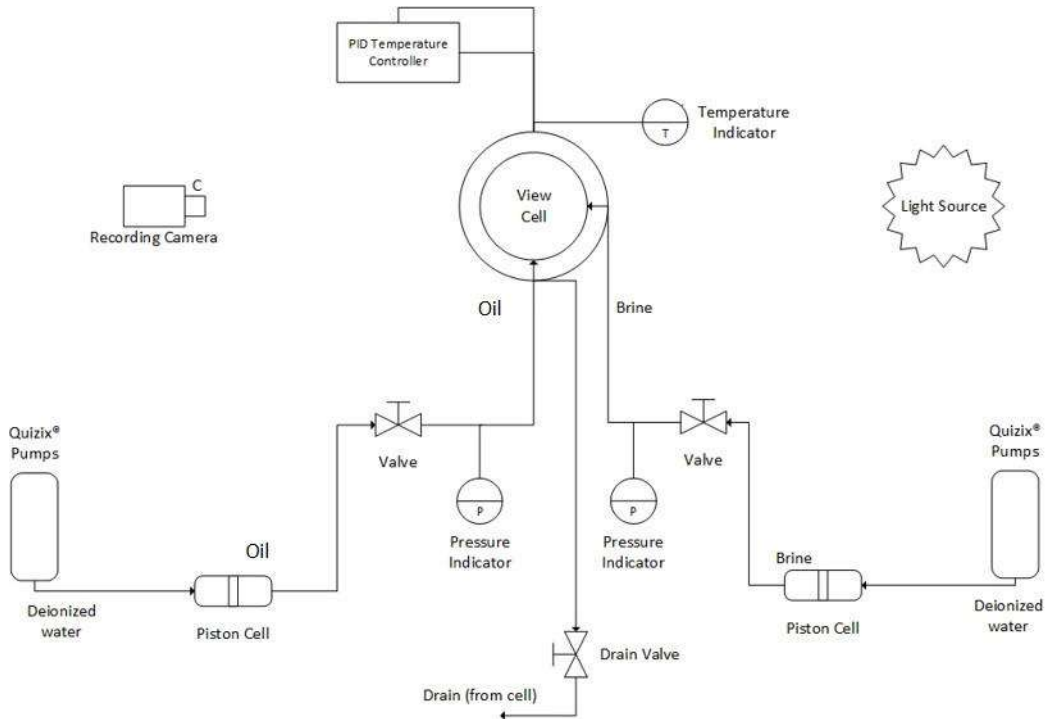 PID Temperature
Controller
Temperature
Indicator
T
C
Recording Camera
View
Cell
Light Source
Oil
Brine
Quizix®
Pumps
Valve
Valve
Quizix®
Pumps
P
P
Pressure
Indicator
Pressure
Indicator
Oil
Brine
Deionized
water
Piston Cell
Piston Cell
Deionized
water
Drain Valve
Drain (from cell)